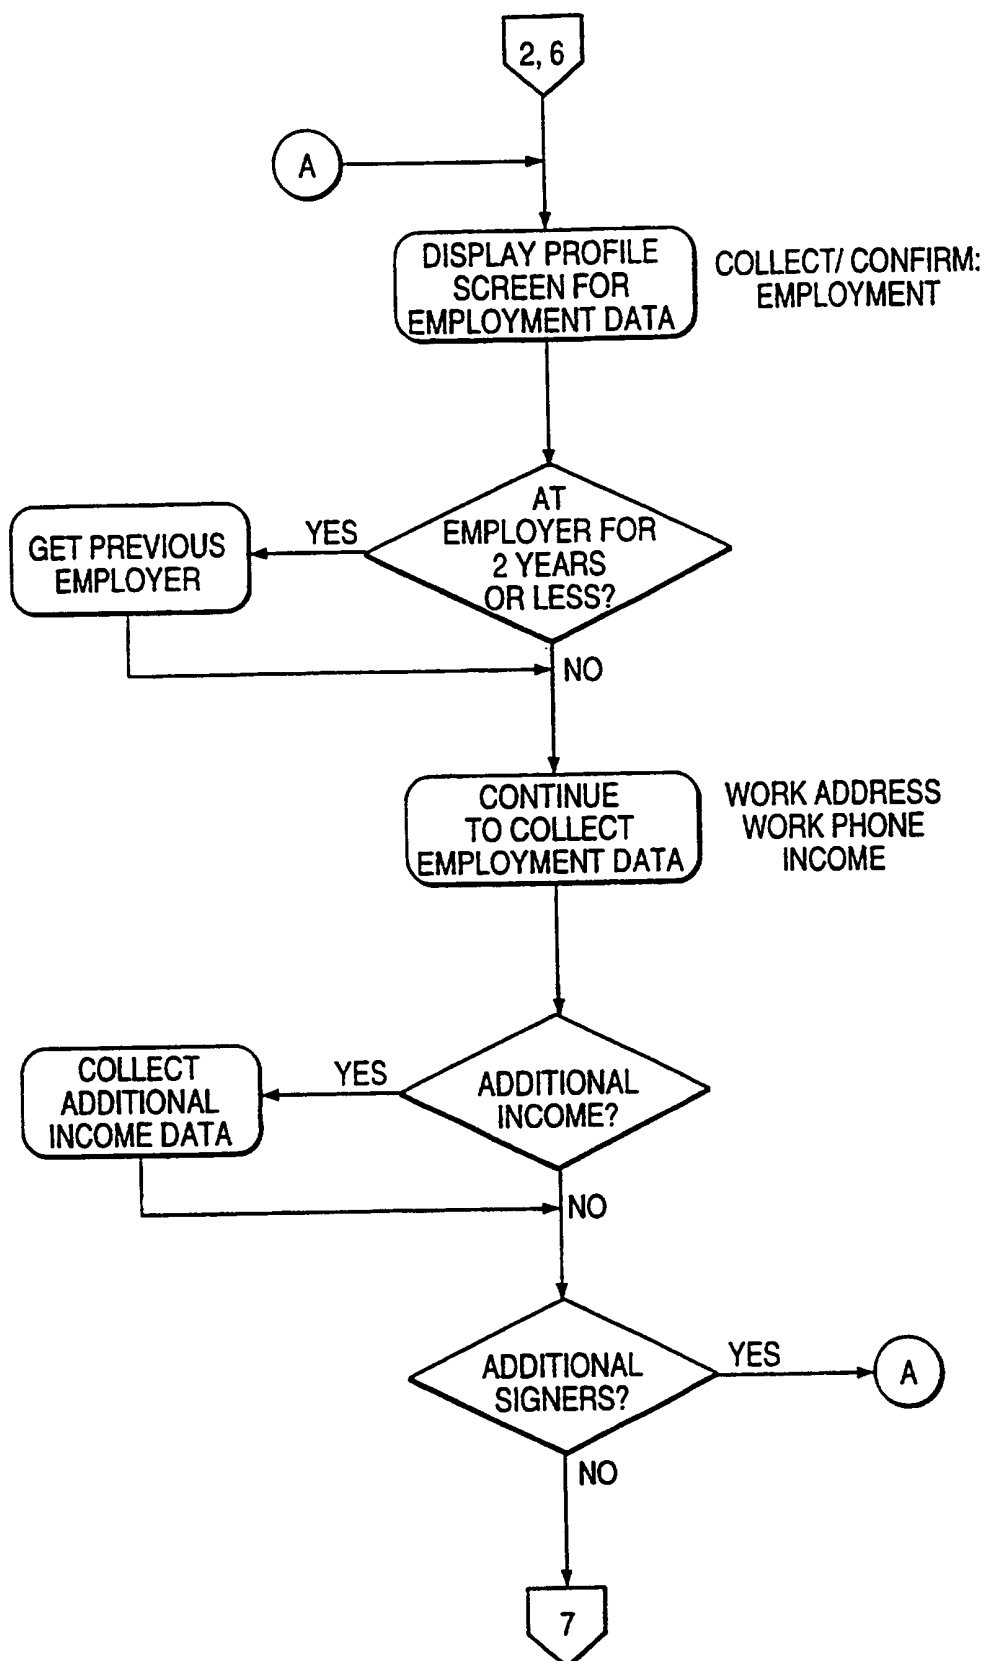 2, 6
A
DISPLAY PROFILE
SCREEN FOR
EMPLOYMENT DATA
COLLECT/ CONFIRM:
EMPLOYMENT
AT
EMPLOYER FOR
2 YEARS
OR LESS?
YES
GET PREVIOUS
EMPLOYER
NO
CONTINUE
TO COLLECT
EMPLOYMENT DATA
WORK ADDRESS
WORK PHONE
INCOME
ADDITIONAL
INCOME?
YES
COLLECT
ADDITIONAL
INCOME DATA
NO
ADDITIONAL
SIGNERS?
YES
A
NO
7